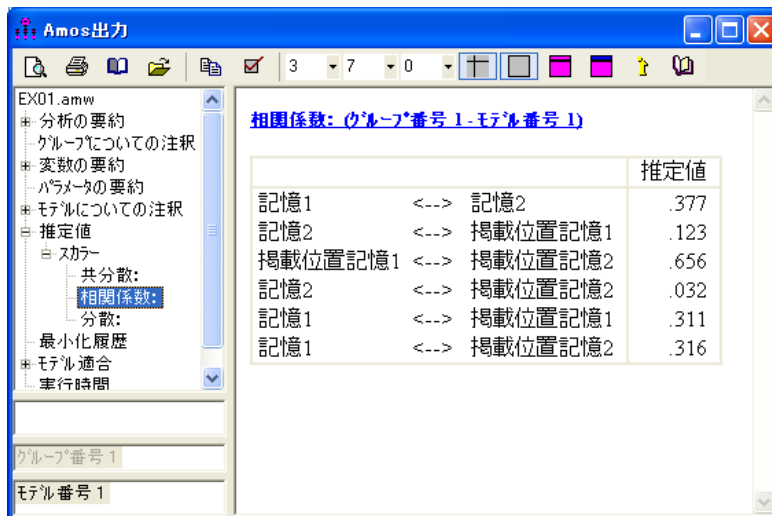 Amos出力
3 7 0
EX01.amw
分析の要約
グループについての注釈
変数の要約
パラメータの要約
モデルについての注釈
推定値
スカラー
共分散:
相関係数:
分散:
最小化履歴
モデル適合
実行時間
グループ番号 1
モデル番号 1
相関係数: (グループ番号 1 - モデル番号 1)
推定値
記憶1 <--> 記憶2 .377
記憶2 <--> 掲載位置記憶1 .123
掲載位置記憶1 <--> 掲載位置記憶2 .656
記憶2 <--> 掲載位置記憶2 .032
記憶1 <--> 掲載位置記憶1 .311
記憶1 <--> 掲載位置記憶2 .316